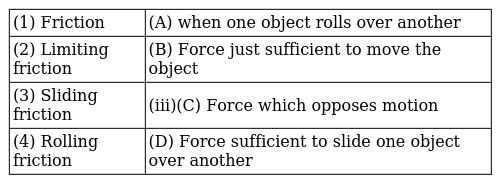 (1) Friction (A) when one object rolls over another
(2) Limiting friction (B) Force just sufficient to move the object
(3) Sliding friction (iii)(C) Force which opposes motion
(4) Rolling friction (D) Force sufficient to slide one object over another